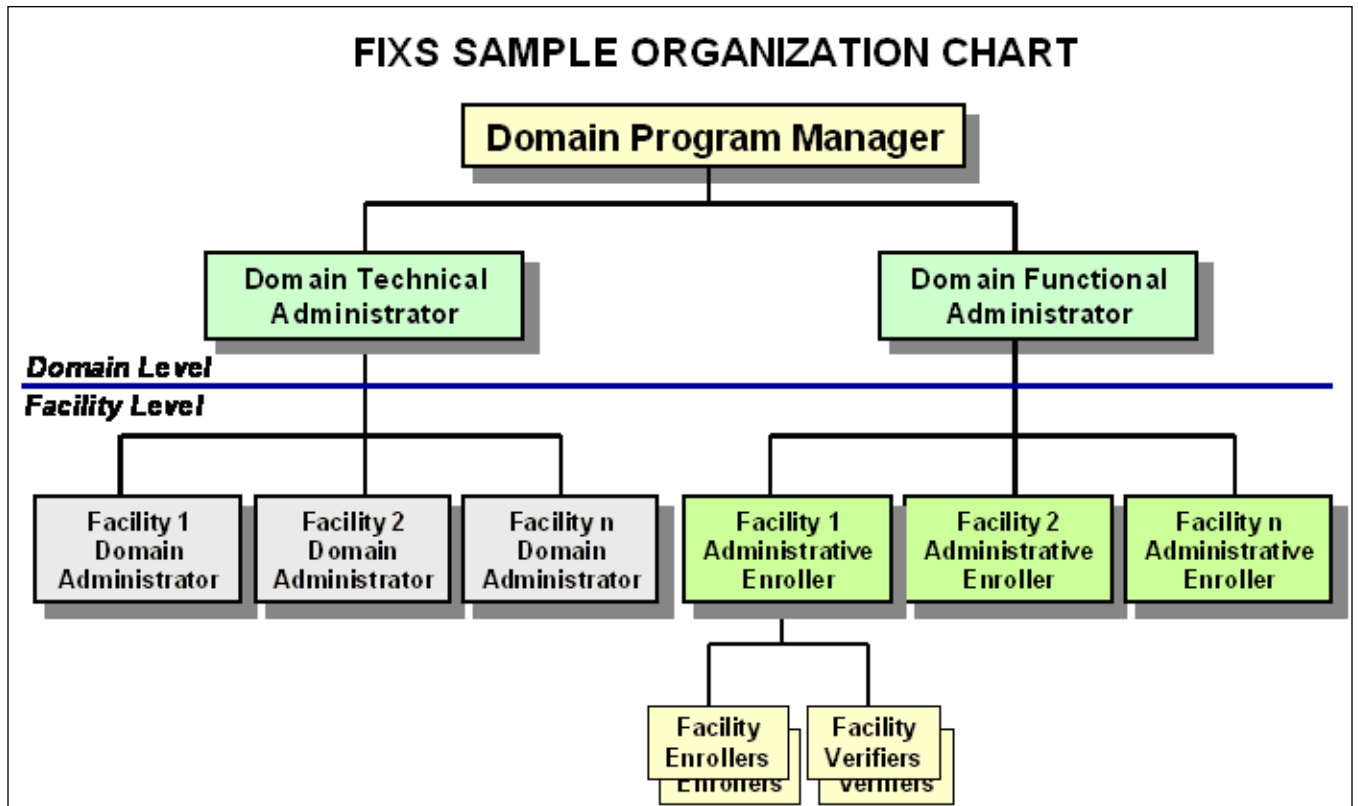 FIXS SAMPLE ORGANIZATION CHART
Domain Program Manager
Domain Technical
Administrator
Domain Functional
Administrator
Domain Level
Facility Level
Facility 1
Domain
Administrator
Facility 2
Domain
Administrator
Facility n
Domain
Administrator
Facility 1
Administrative
Enroller
Facility 2
Administrative
Enroller
Facility n
Administrative
Enroller
Facility
Enrollers
Enrollers
Facility
Verifiers
Verifiers